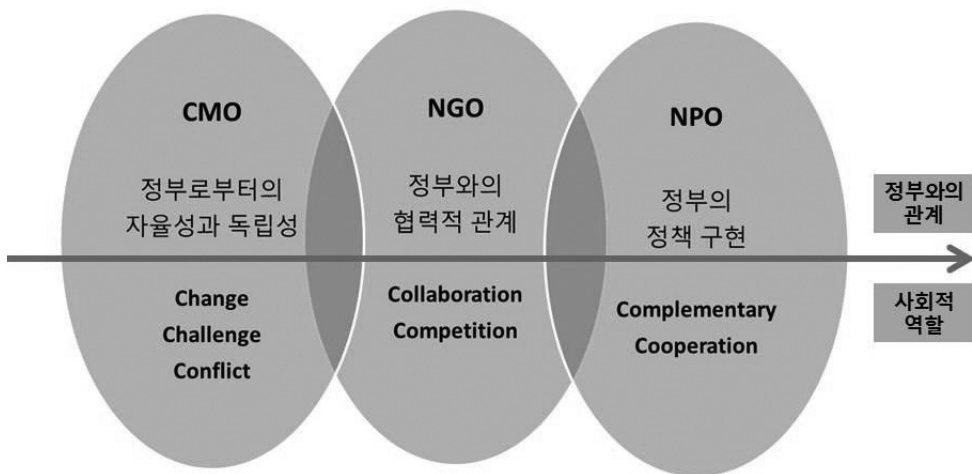 CMO
정부로부터의
자율성과 독립성
Change
Challenge
Conflict
NGO
정부와의
협력적 관계
Collaboration
Competition
NPO
정부의
정책 구현
Complementary
Cooperation
정부와의
관계
사회적
역할